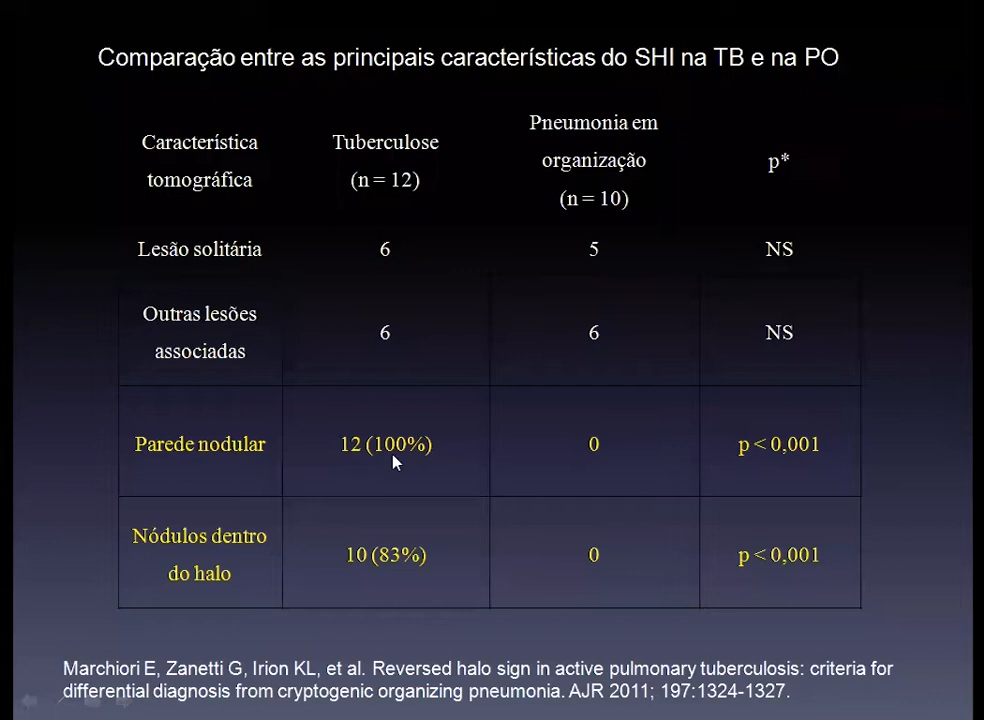 Comparação entre as principais características do SHI na TB e na PO
Característica tomográfica
Tuberculose (n = 12)
Pneumonia em organização (n = 10)
p*
Lesão solitária 6 5 NS
Outras lesões associadas 6 6 NS
Parede nodular 12 (100%) 0 p < 0,001
Nódulos dentro do halo 10 (83%) 0 p < 0,001
Marchiori E, Zanetti G, Irion KL, et al. Reversed halo sign in active pulmonary tuberculosis: criteria for
differential diagnosis from cryptogenic organizing pneumonia. AJR 2011; 197:1324-1327.